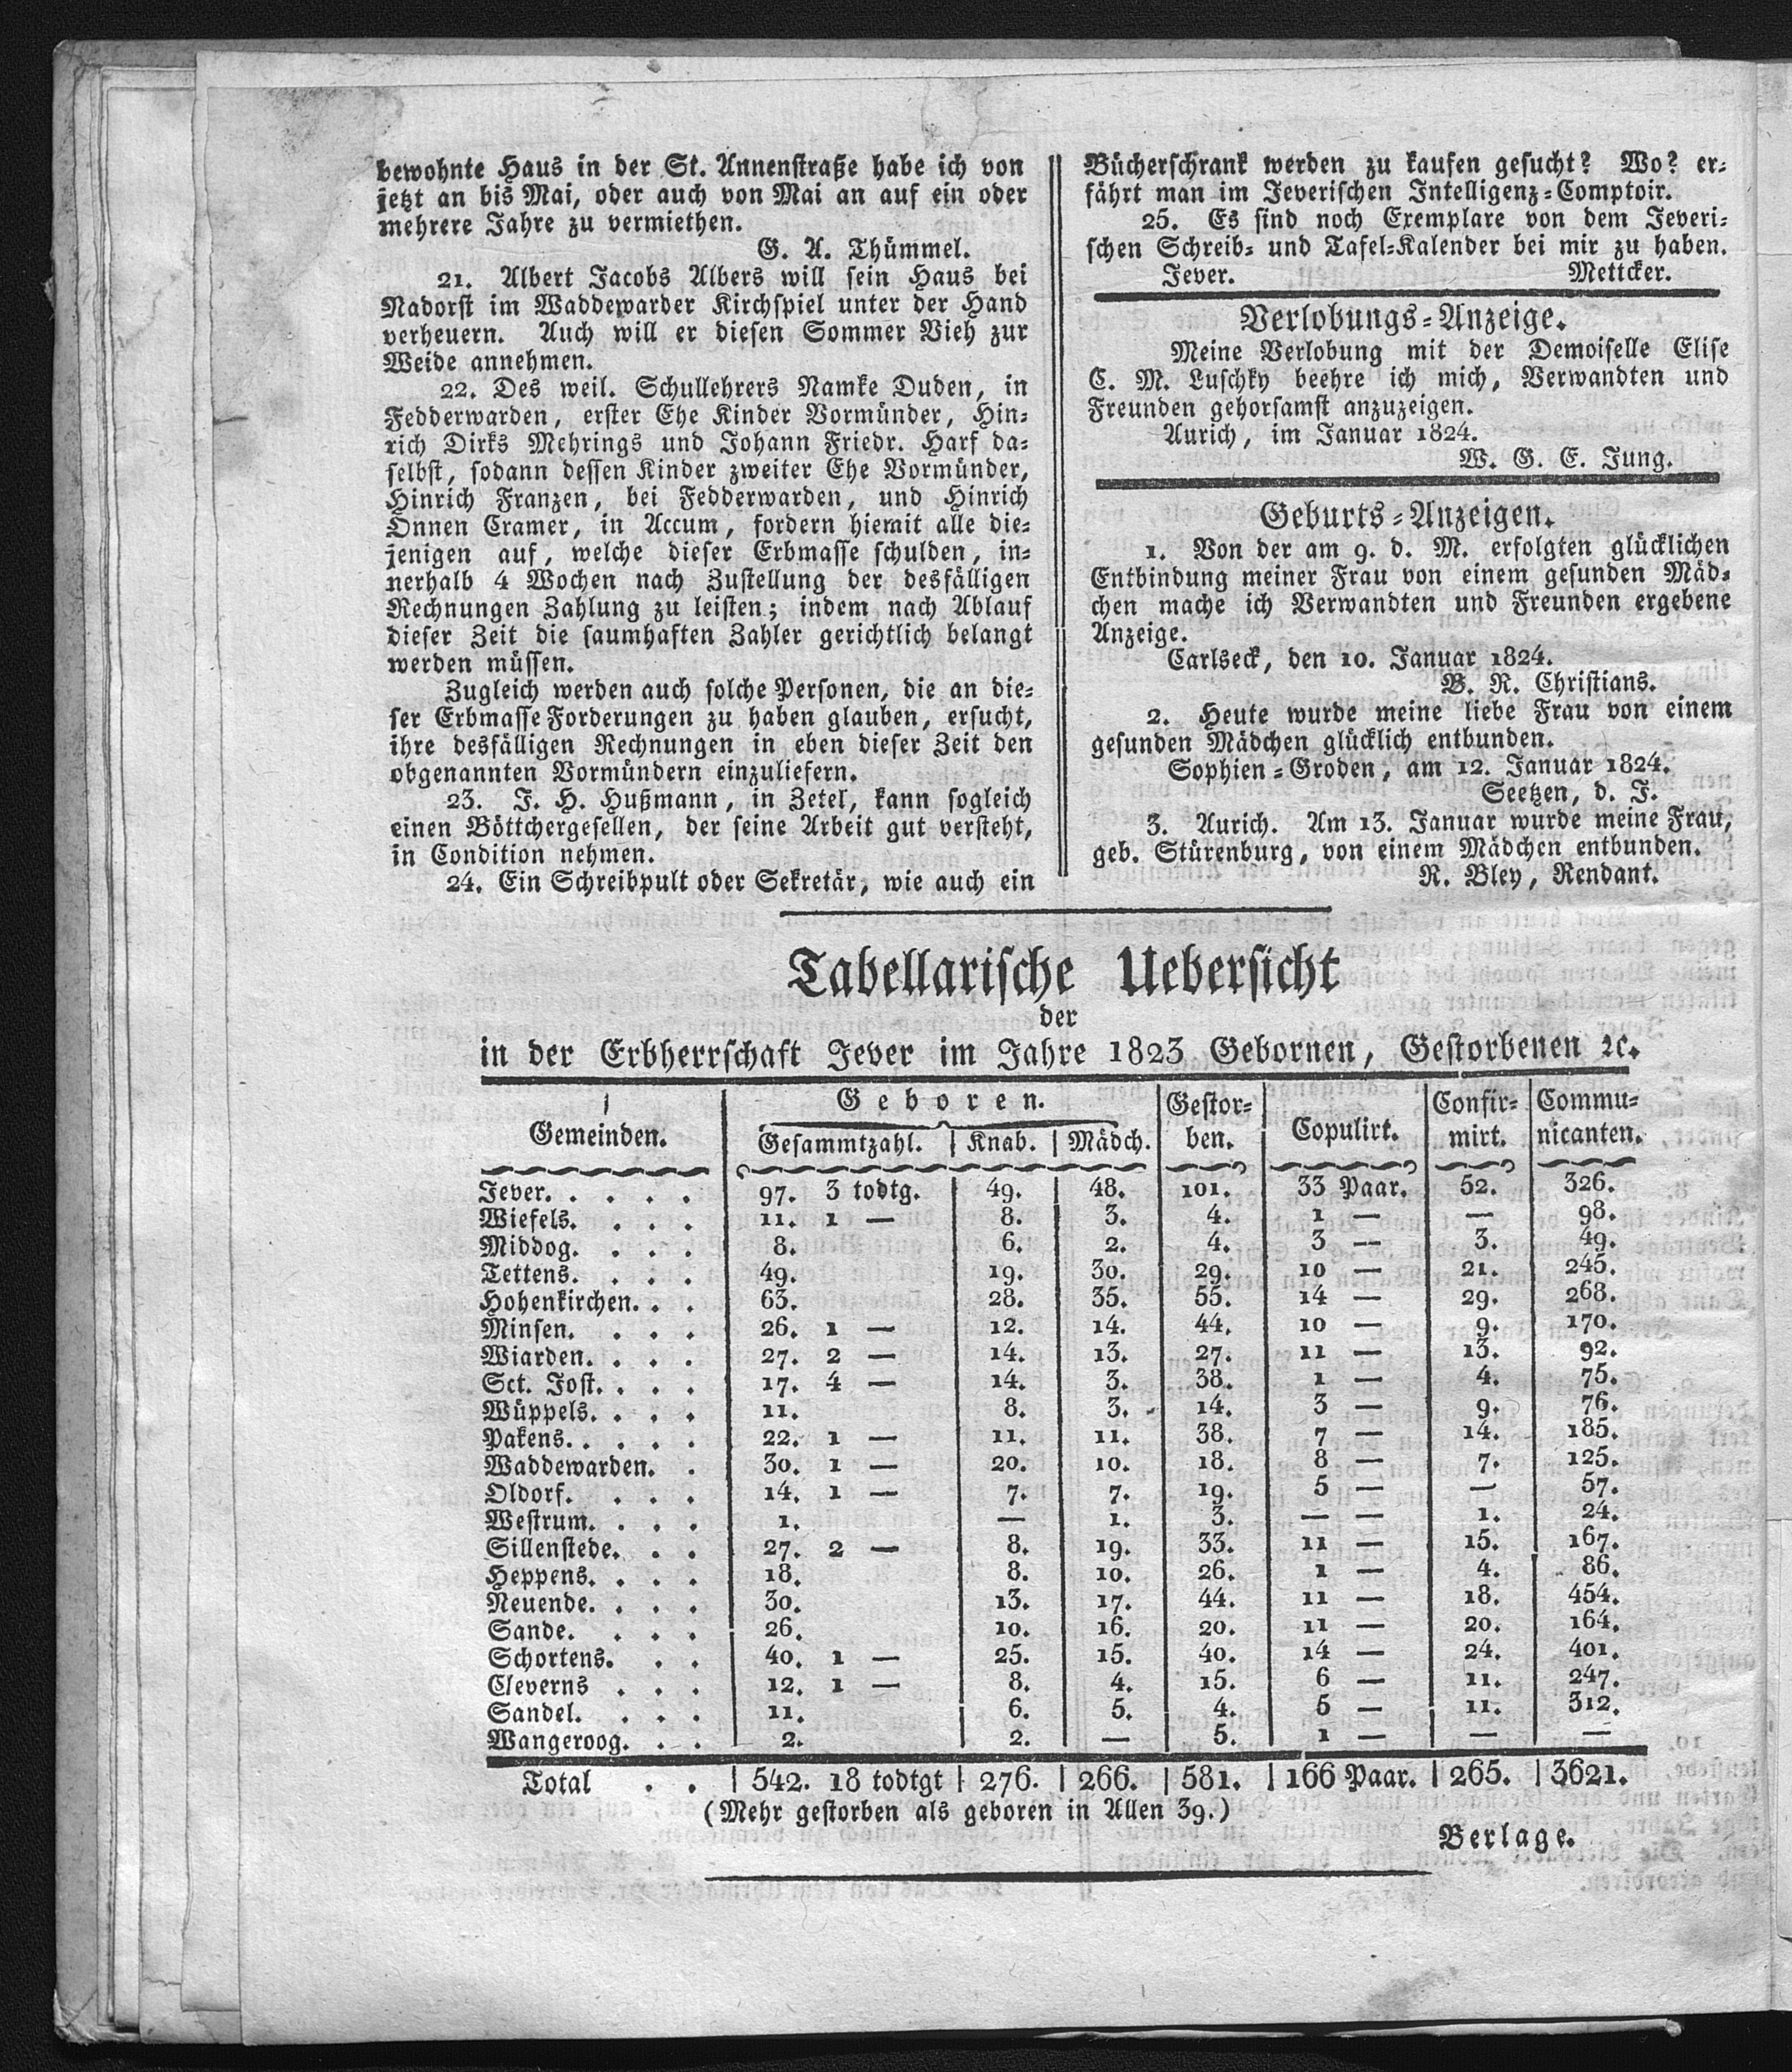 bewohnte Haus in der St. Annenstraße habe ich von
jetzt an bis Mai, oder auch von Mai an auf ein oder
mehrere Jahre zu vermiethen.
G. A. Thümmel.
21. Albert Jacobs Albers will sein Haus bei
Nadorst im Waddewarder Kirchspiel unter der Hand
verheuern. Auch will er diesen Sommer Vieh zur
Weide annehmen.
22. Des weil. Schullehrers Namke Duden, in
Fedderwarden, erster Ehe Kinder Vormünder, Hin-
rich Dirks Mehrings und Johann Friedr. Harf da-
selbst, sodann dessen Kinder zweiter Ehe Vormünder,
Hinrich Franzen, bei Fedderwarden, und Hinrich
Onnen Cramer, in Accum, fordern hiemit alle die-
jenigen auf, welche dieser Erbmasse schulden, in-
nerhalb 4 Wochen nach Zustellung der desfälligen
Rechnungen Zahlung zu leisten; indem nach Ablauf
dieser Zeit die saumhaften Zahler gerichtlich belangt
werden müssen.
Zugleich werden auch solche Personen, die an die-
ser Erbmasse Forderungen zu haben glauben, ersucht,
ihre desfälligen Rechnungen in eben dieser Zeit den
obgenannten Vormündern einzuliefern.
23. J. H. Hußmann, in Zetel, kann sogleich
einen Böttchergesellen, der seine Arbeit gut versteht,
in Condition nehmen.
24. Ein Schreibpult oder Sekretär, wie auch ein
Bücherschrank werden zu kaufen gesucht? Wo? er-
fährt man im Jeverischen Intelligenz-Comptoir.
25. Es sind noch Exemplare von dem Jeveri-
schen Schreib- und Tafel-Kalender bei mir zu haben.
Jever. Mettcker.
Verlobungs-Anzeige.
Meine Verlobung mit der Demoiselle Elise
C. M. Luschky beehre ich mich, Verwandten und
Freunden gehorsamst anzuzeigen.
Aurich, im Januar 1824.
W. G. E. Jung.
Geburts-Anzeigen.
1. Von der am 9. d. M. erfolgten glücklichen
Entbindung meiner Frau von einem gesunden Mäd-
chen mache ich Verwandten und Freunden ergebene
Anzeige.
Carlseck, den 10. Januar 1824.
B. R. Christians.
2. Heute wurde meine liebe Frau von einem
gesunden Mädchen glücklich entbunden.
Sophien-Groden, am 12. Januar 1824.
Seetzen, d. J.
3. Aurich. Am 13. Januar wurde meine Frau,
geb. Stürenburg, von einem Mädchen entbunden.
R. Bley, Rendant.
Tabellarische Uebersicht
der
in der Erbherrschaft Jever im Jahre 1823 Gebornen, Gestorbenen ꝛc.
Gemeinden. | Geboren. | Gestor- | Copulirt. | Confir- | Commu-
Gesammtzahl. | Knab. | Mädch. | ben. | mirt. | nicanten.
Jever. . . . . 97. 3 todtg. 49. 48. 101. 33 Paar. 52. 326.
Wiefels. . . . 11. 1 — 8. 3. 4. 1 — — 98.
Middog. . . . 8. 6. 2. 4. 3 — 3. 49.
Tettens. . . . 49. 19. 30. 29. 10 — 21. 245.
Hohenkirchen. . . 63. 28. 35. 55. 14 — 29. 268.
Minsen. . . . 26. 1 — 12. 14. 44. 10 — 9. 170.
Wiarden. . . . 27. 2 — 14. 13. 27. 11 — 13. 92.
Sct. Jost. . . . 17. 4 — 14. 3. 38. 1 — 4. 75.
Wüppels. . . . 11. 8. 3. 14. 3 — 9. 76.
Pakens. . . . . 22. 1 — 11. 11. 38. 7 — 14. 185.
Waddewarden. . 30. 1 — 20. 10. 18. 8 — 7. 125.
Oldorf. . . . 14. 1 — 7. 7. 19. 5 — — 57.
Westrum. . . . 1. — 1. 3. — — 1. 24.
Sillenstede. . . 27. 2 — 8. 19. 33. 11 — 15. 167.
Heppens. . . . 18. 8. 10. 26. 1 — 4. 86.
Neuende. . . . 30. 13. 17. 44. 11 — 18. 454.
Sande. . . . 26. 10. 16. 20. 11 — 20. 164.
Schortens. . . 40. 1 — 25. 15. 40. 14 — 24. 401.
Cleverns . . . 12. 1 — 8. 4. 15. 6 — 11. 247.
Sandel. . . . 11. 6. 5. 4. 5 — 11. 312.
Wangeroog. . . 2. 2. — 5. 1 — — —
Total . . | 542. 18 todtgt | 276. | 266. | 581. | 166 Paar. | 265. | 3621.
(Mehr gestorben als geboren in Allen 39.)
Berlage.